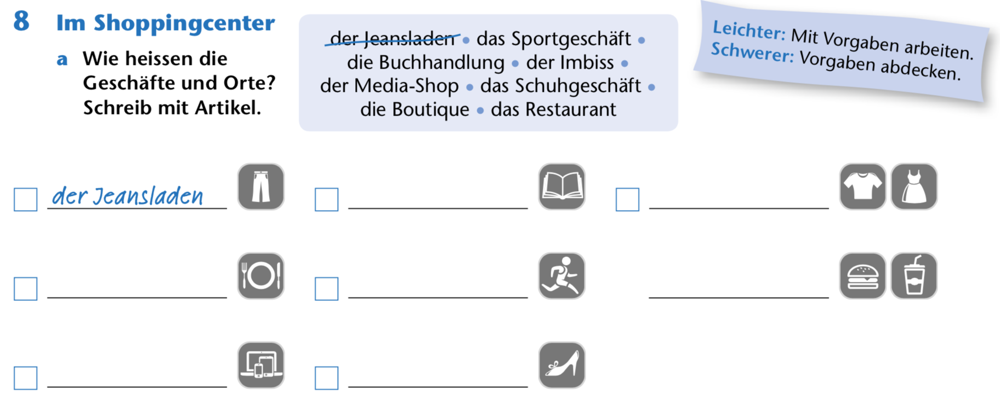 8 Im Shoppingcenter
a Wie heissen die
Geschäfte und Orte?
Schreib mit Artikel.
der Jeansladen • das Sportgeschäft •
die Buchhandlung • der Imbiss •
der Media-Shop • das Schuhgeschäft •
die Boutique • das Restaurant
Leichter: Mit Vorgaben arbeiten.
Schwerer: Vorgaben abdecken.
der Jeansladen